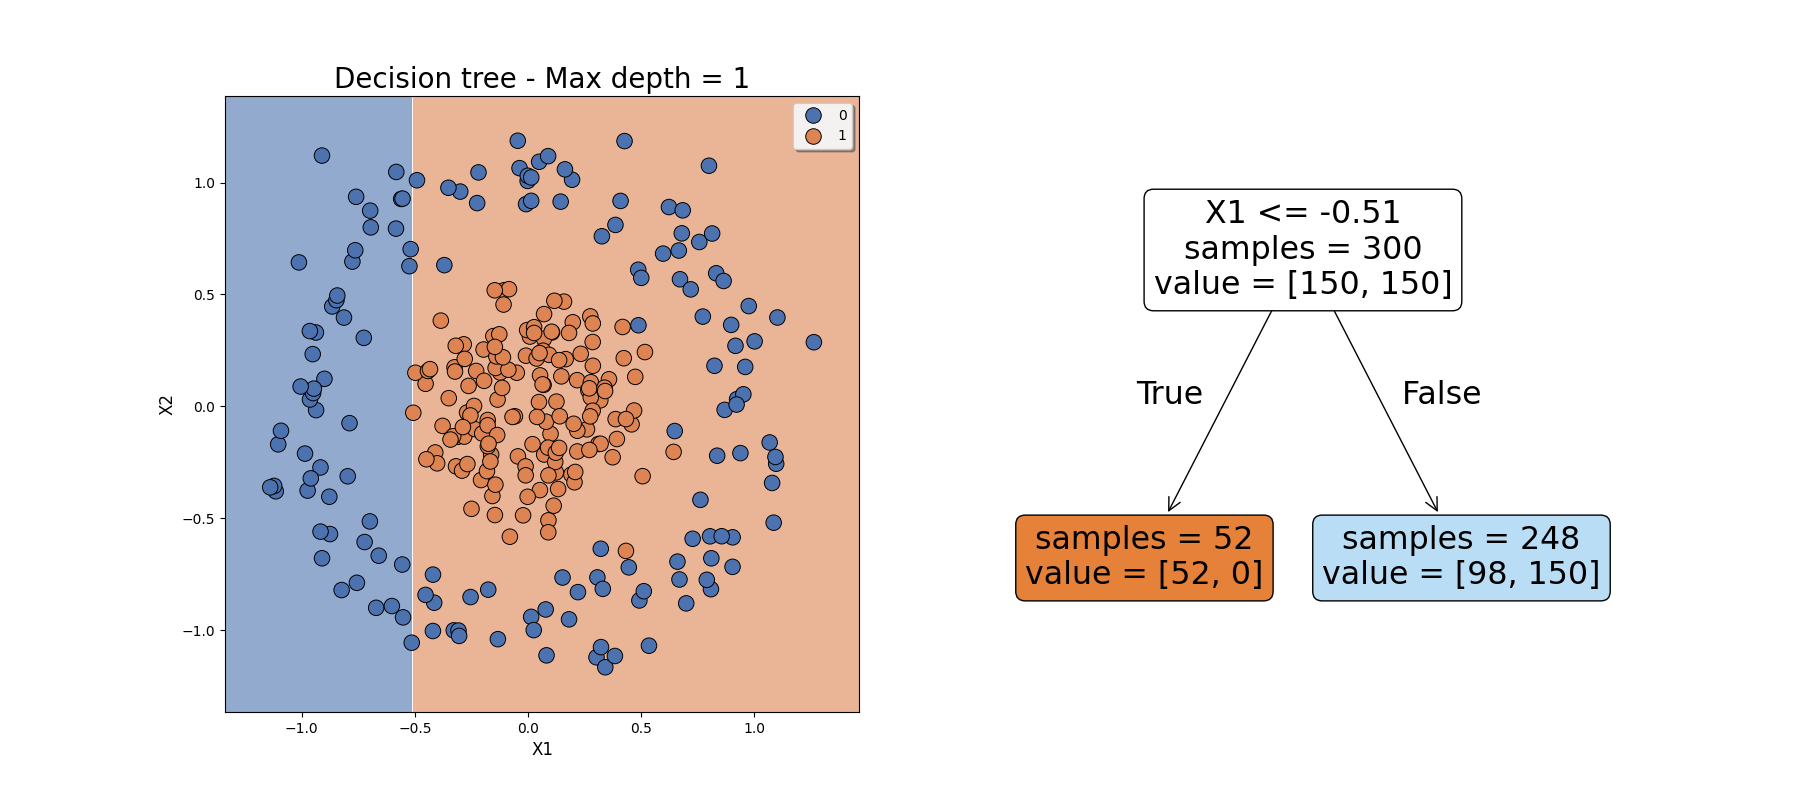 Decision tree - Max depth = 1
0
1
1.0
0.5
0.0
−0.5
−1.0
X2
−1.0
−0.5
0.0
0.5
1.0
X1
X1 <= -0.51
samples = 300
value = [150, 150]
True
False
samples = 52
value = [52, 0]
samples = 248
value = [98, 150]